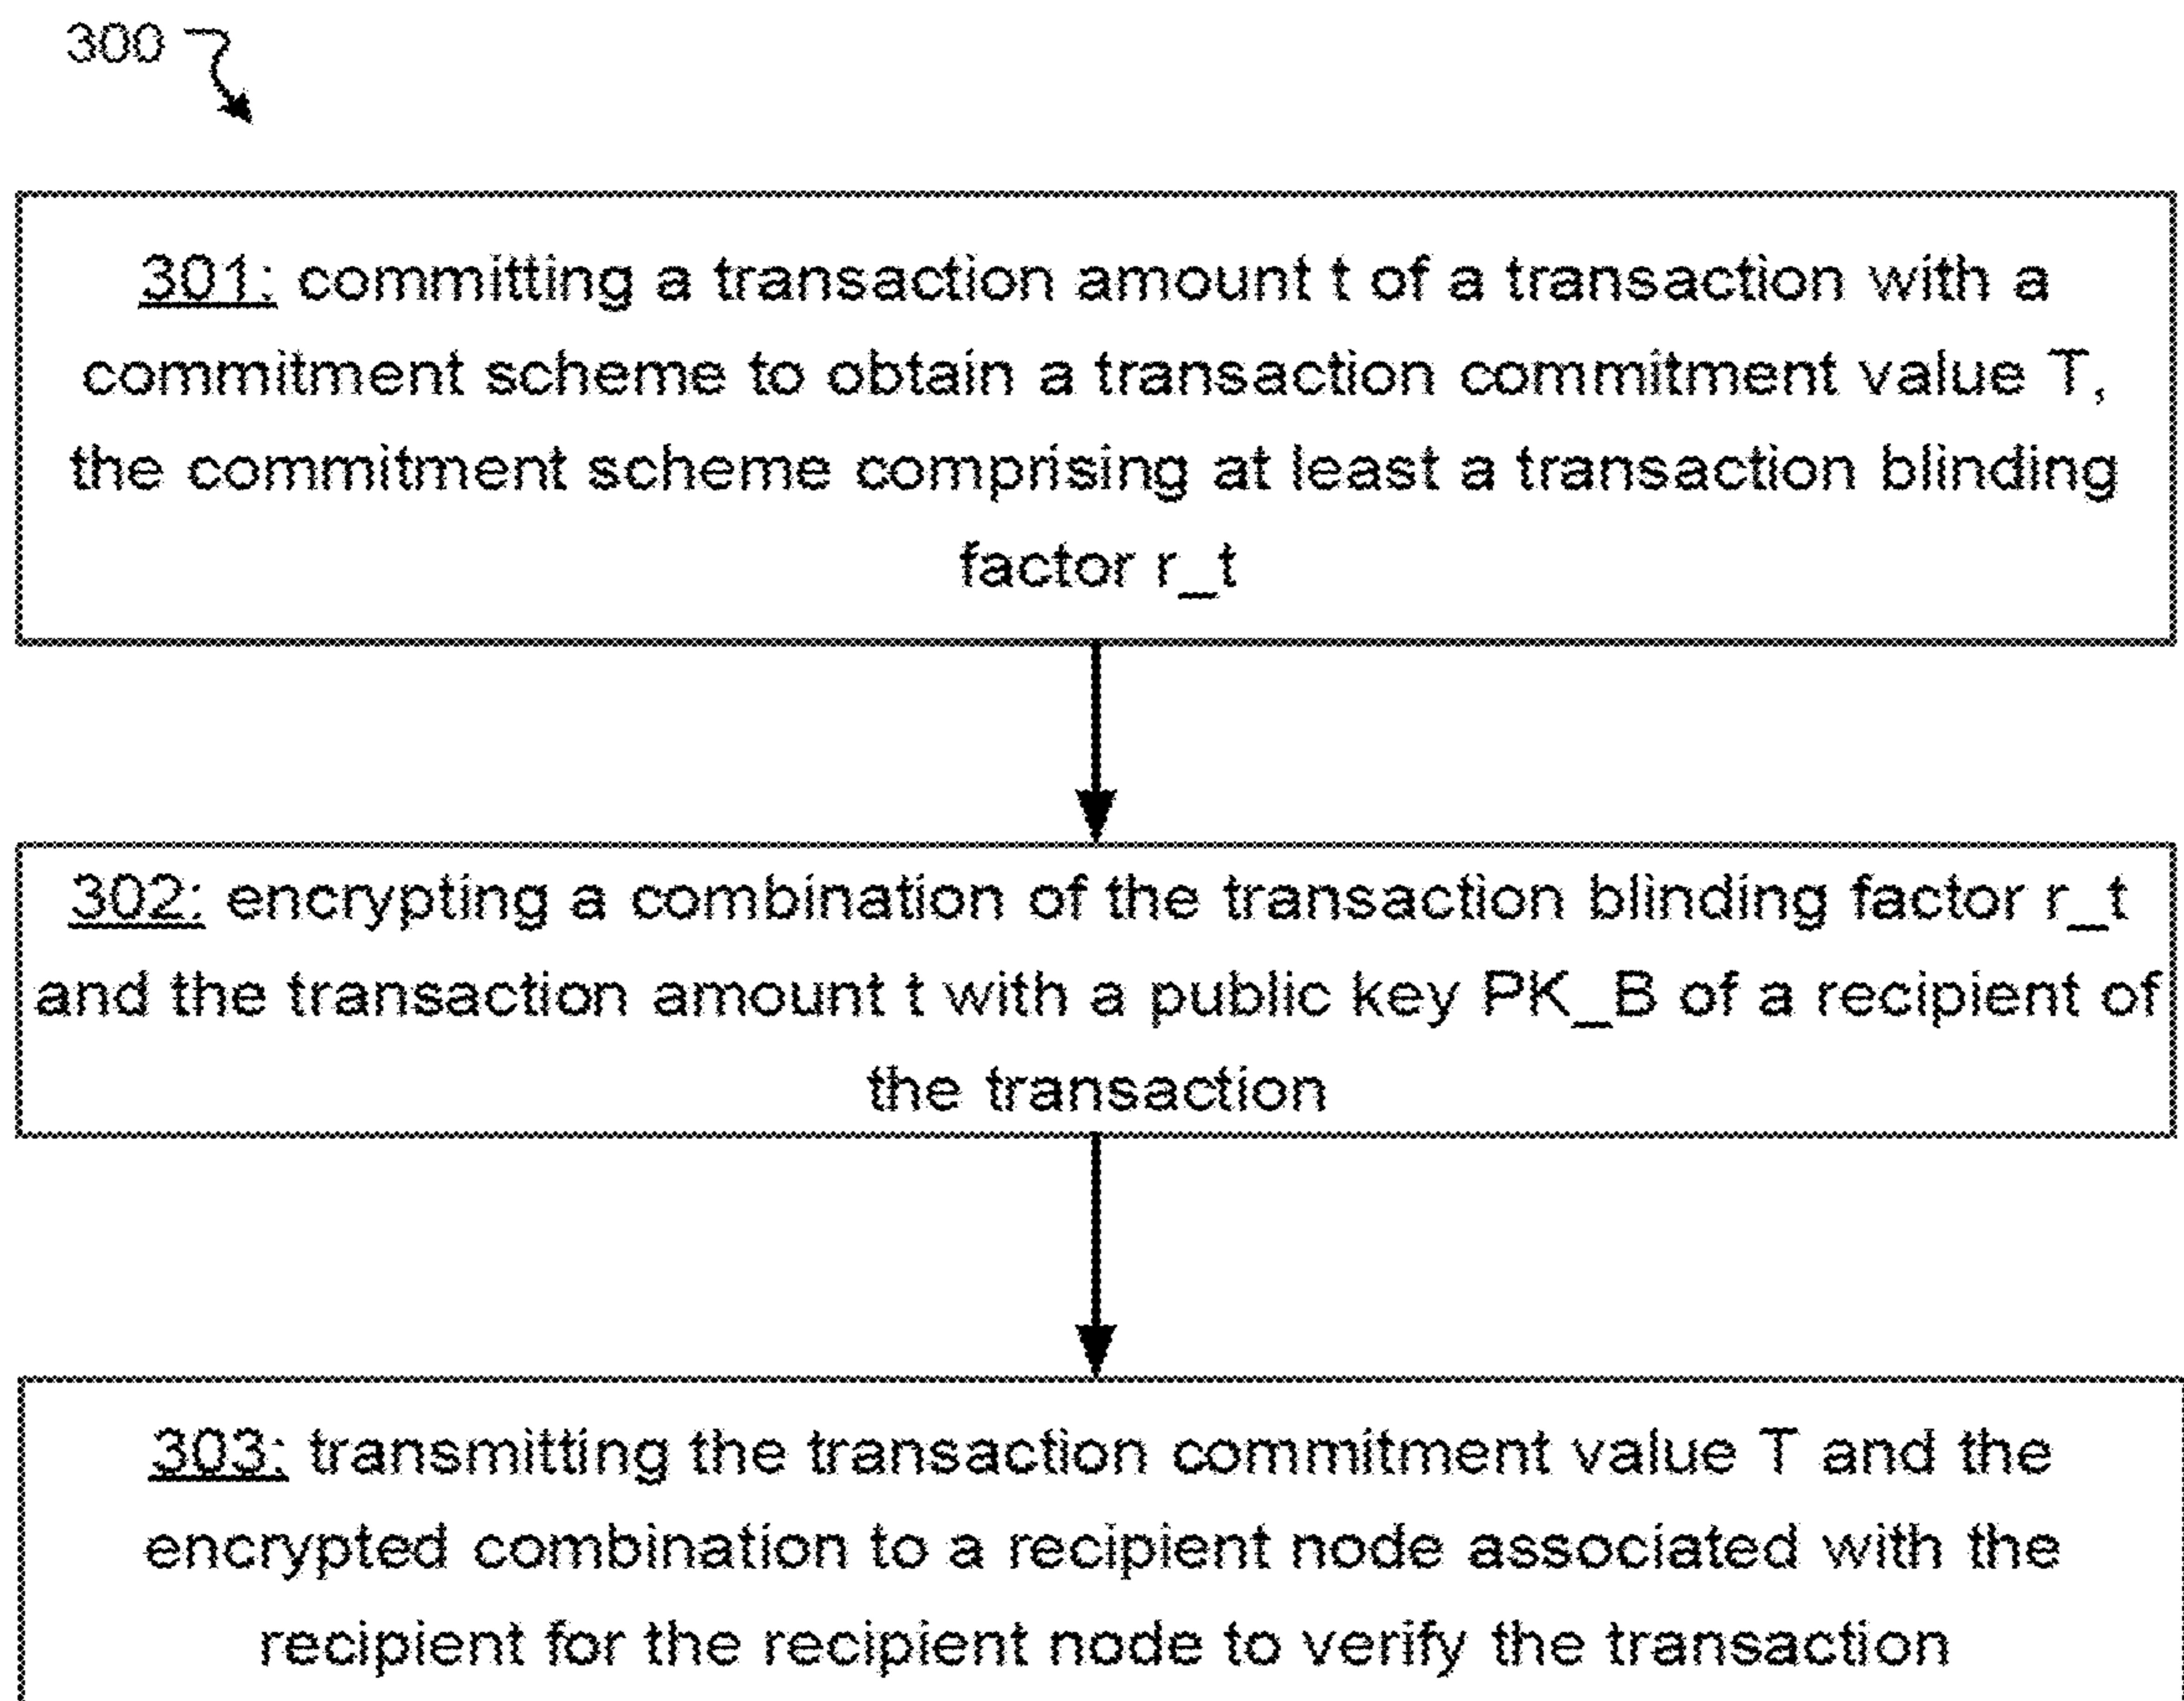 300
301: committing a transaction amount t of a transaction with a
commitment scheme to obtain a transaction commitment value T,
the commitment scheme comprising at least a transaction blinding
factor r_t
302: encrypting a combination of the transaction blinding factor r_t
and the transaction amount t with a public key PK_B of a recipient of
the transaction
303: transmitting the transaction commitment value T and the
encrypted combination to a recipient node associated with the
recipient for the recipient node to verify the transaction